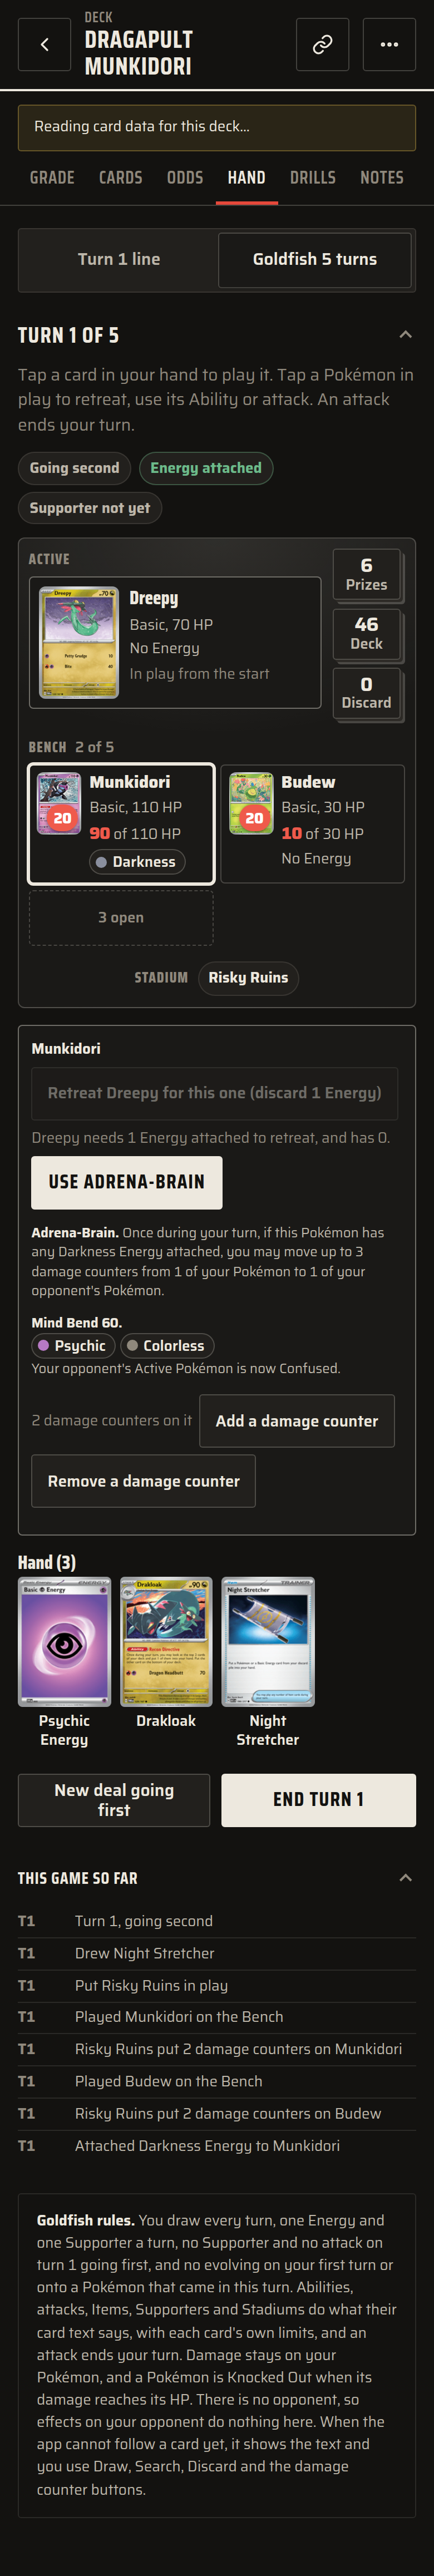 DECK
DRAGAPULT
MUNKIDORI
Reading card data for this deck...
GRADE CARDS ODDS HAND DRILLS NOTES
Turn 1 line Goldfish 5 turns
TURN 1 OF 5
Tap a card in your hand to play it. Tap a Pokémon in
play to retreat, use its Ability or attack. An attack
ends your turn.
Going second Energy attached
Supporter not yet
ACTIVE
Dreepy
Basic, 70 HP
No Energy
In play from the start
6
Prizes
46
Deck
0
Discard
BENCH 2 of 5
20
Munkidori
Basic, 110 HP
90 of 110 HP
Darkness
20
Budew
Basic, 30 HP
10 of 30 HP
No Energy
3 open
STADIUM Risky Ruins
Munkidori
Retreat Dreepy for this one (discard 1 Energy)
Dreepy needs 1 Energy attached to retreat, and has 0.
USE ADRENA-BRAIN
Adrena-Brain. Once during your turn, if this Pokémon has
any Darkness Energy attached, you may move up to 3
damage counters from 1 of your Pokémon to 1 of your
opponent's Pokémon.
Mind Bend 60.
Psychic Colorless
Your opponent's Active Pokémon is now Confused.
2 damage counters on it Add a damage counter
Remove a damage counter
Hand (3)
Psychic
Energy
Drakloak
Night
Stretcher
New deal going
first
END TURN 1
THIS GAME SO FAR
T1 Turn 1, going second
T1 Drew Night Stretcher
T1 Put Risky Ruins in play
T1 Played Munkidori on the Bench
T1 Risky Ruins put 2 damage counters on Munkidori
T1 Played Budew on the Bench
T1 Risky Ruins put 2 damage counters on Budew
T1 Attached Darkness Energy to Munkidori
Goldfish rules. You draw every turn, one Energy and
one Supporter a turn, no Supporter and no attack on
turn 1 going first, and no evolving on your first turn or
onto a Pokémon that came in this turn. Abilities,
attacks, Items, Supporters and Stadiums do what their
card text says, with each card's own limits, and an
attack ends your turn. Damage stays on your
Pokémon, and a Pokémon is Knocked Out when its
damage reaches its HP. There is no opponent, so
effects on your opponent do nothing here. When the
app cannot follow a card yet, it shows the text and
you use Draw, Search, Discard and the damage
counter buttons.